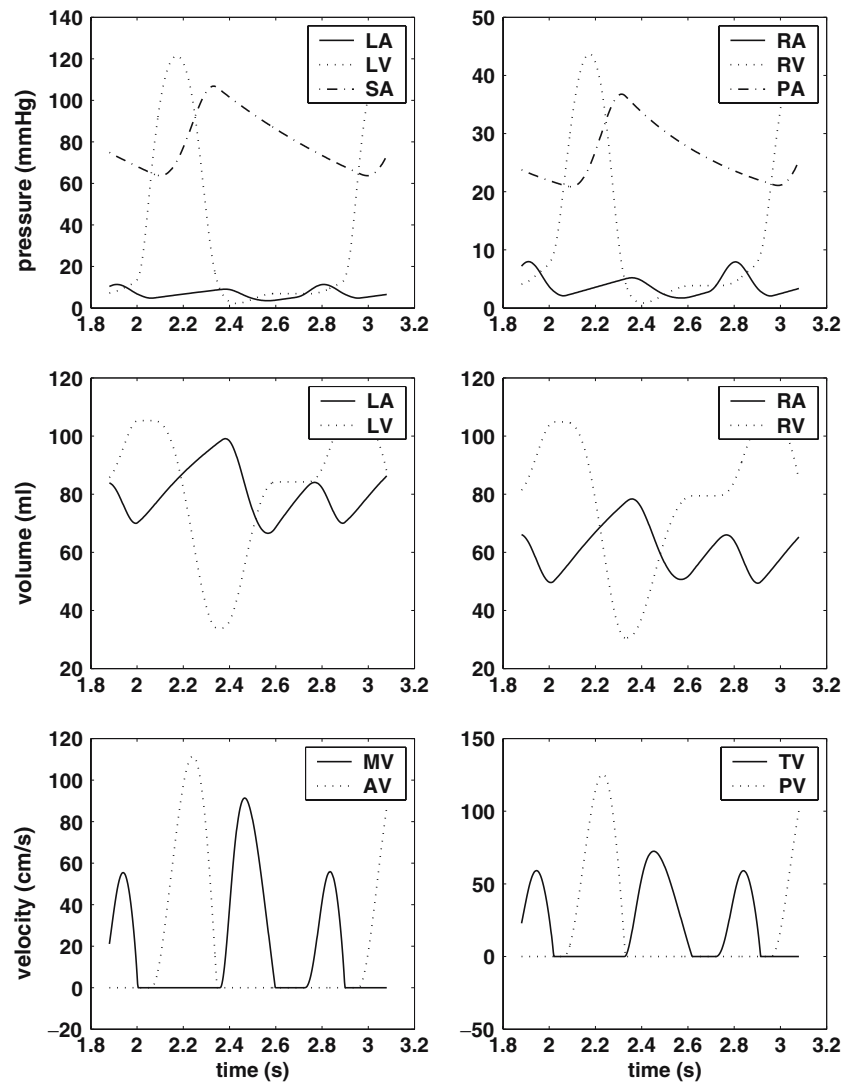 140
120
100
80
60
40
20
0
pressure (mmHg)
LA
LV
SA
1.8 2 2.2 2.4 2.6 2.8 3 3.2
50
40
30
20
10
0
RA
RV
PA
1.8 2 2.2 2.4 2.6 2.8 3 3.2
120
100
80
60
40
20
volume (ml)
LA
LV
1.8 2 2.2 2.4 2.6 2.8 3 3.2
120
100
80
60
40
20
RA
RV
1.8 2 2.2 2.4 2.6 2.8 3 3.2
120
100
80
60
40
20
0
−20
velocity (cm/s)
MV
AV
1.8 2 2.2 2.4 2.6 2.8 3 3.2
time (s)
150
100
50
0
−50
TV
PV
1.8 2 2.2 2.4 2.6 2.8 3 3.2
time (s)